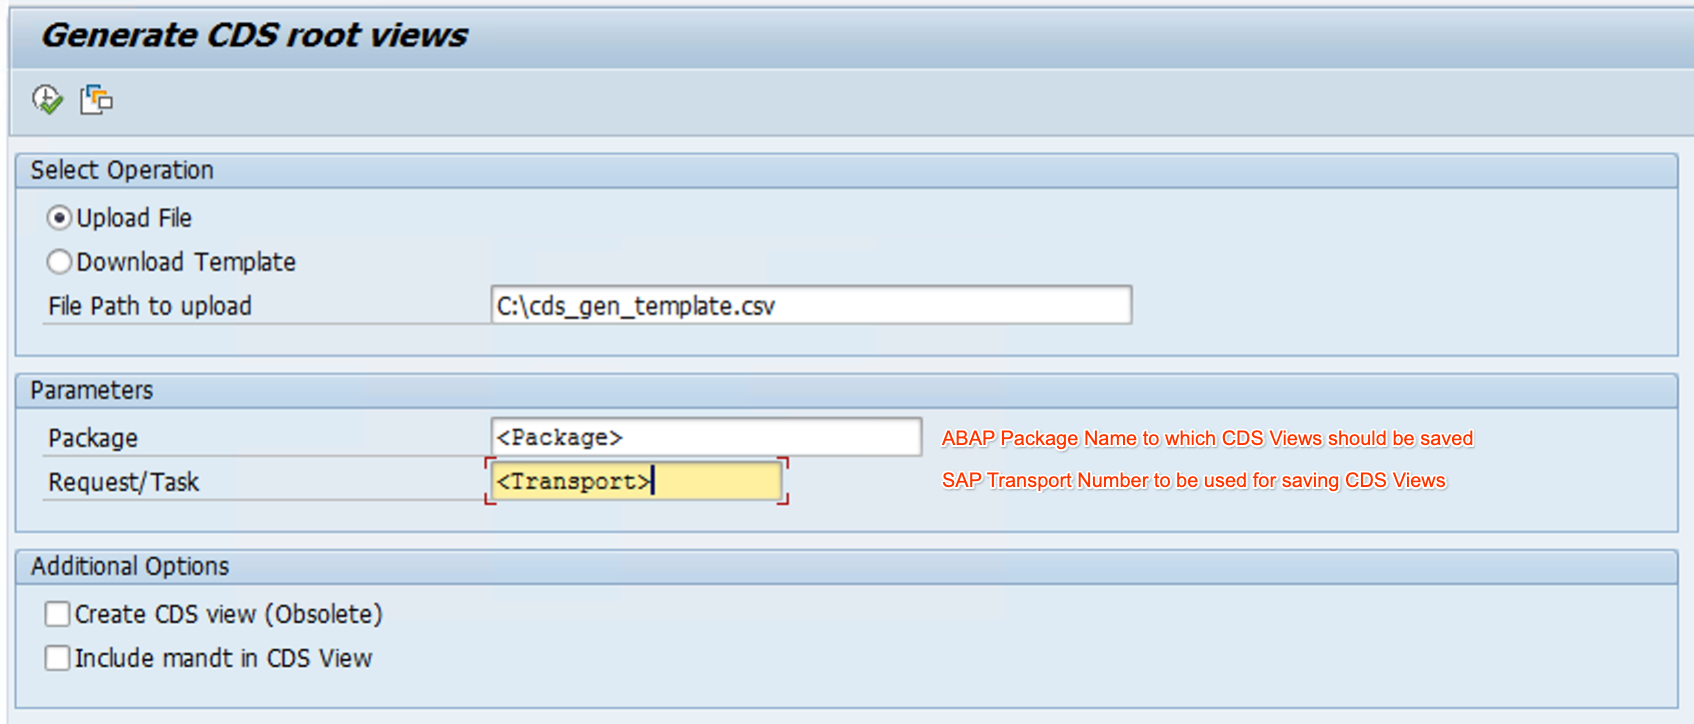 Generate CDS root views
Select Operation
Upload File
Download Template
File Path to upload C:\cds_gen_template.csv
Parameters
Package <Package> ABAP Package Name to which CDS Views should be saved
Request/Task <Transport> SAP Transport Number to be used for saving CDS Views
Additional Options
Create CDS view (Obsolete)
Include mandt in CDS View